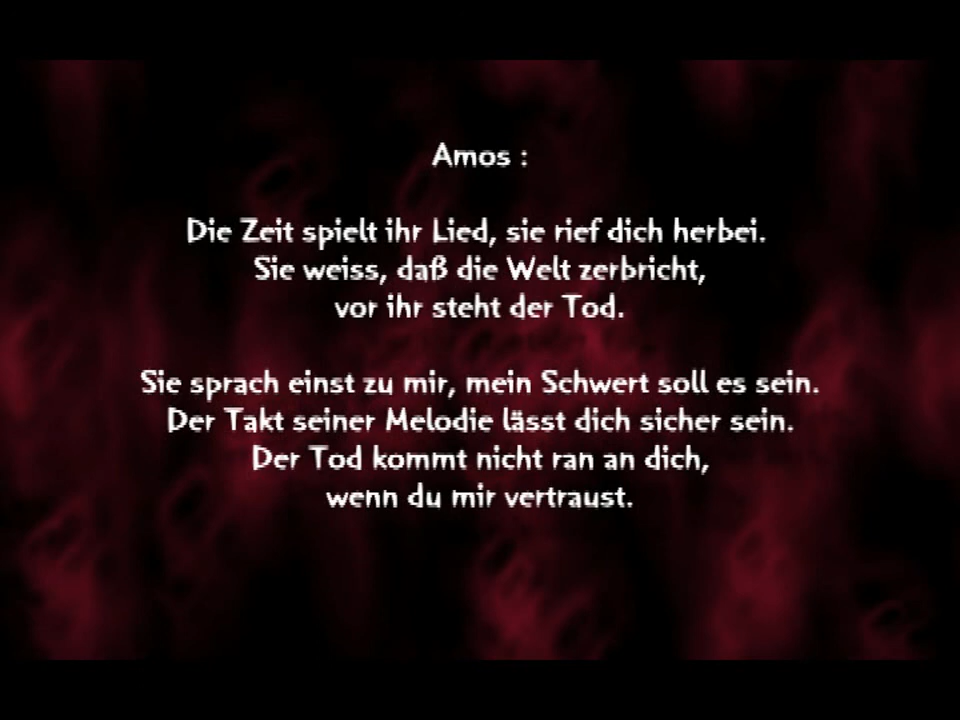 Amos :
Die Zeit spielt ihr Lied, sie rief dich herbei.
Sie weiss, daß die Welt zerbricht,
vor ihr steht der Tod.
Sie sprach einst zu mir, mein Schwert soll es sein.
Der Takt seiner Melodie lässt dich sicher sein.
Der Tod kommt nicht ran an dich,
wenn du mir vertraust.